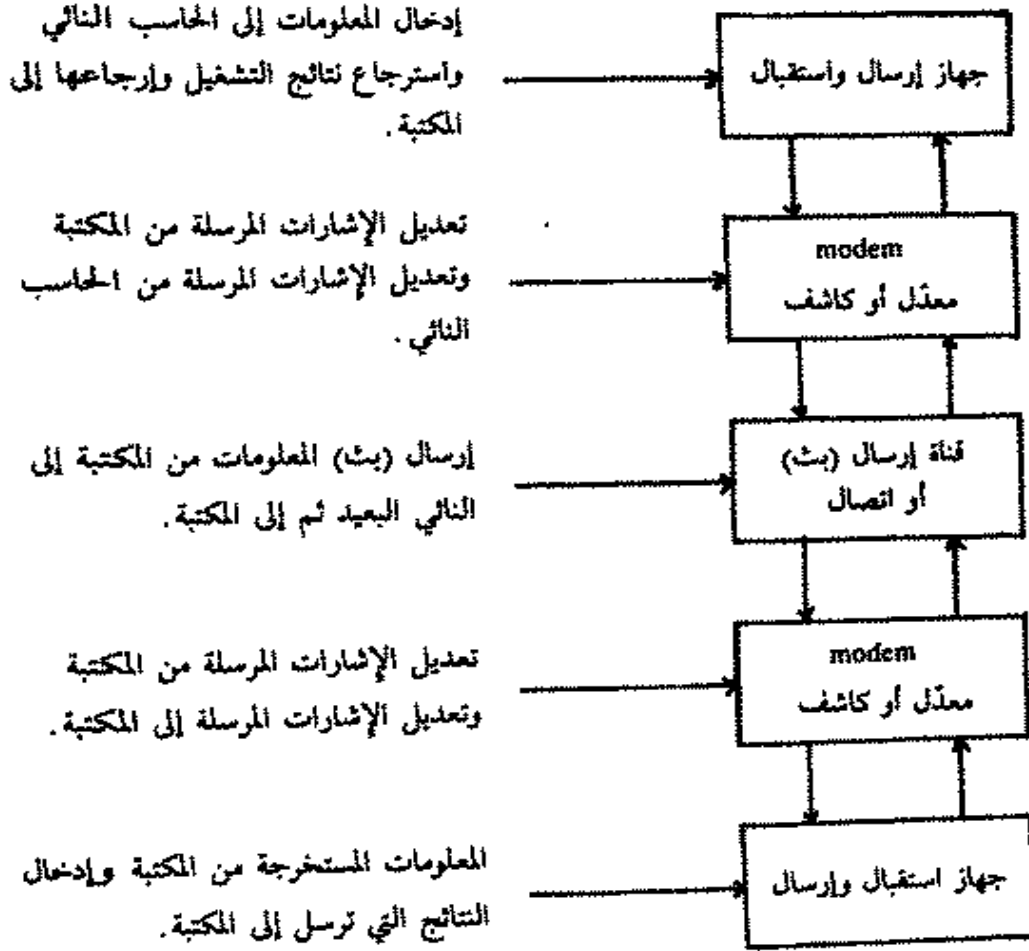 جهاز إرسال واستقبال
إدخال المعلومات إلى الحاسب النائي
واسترجاع نتائج التشغيل وإرجاعها إلى
المكتبة.
modem
معدّل أو كاشف
تعديل الإشارات المرسلة من المكتبة
وتعديل الإشارات المرسلة من الحاسب
النائي.
قناة إرسال (بث)
أو اتصال
إرسال (بث) المعلومات من المكتبة إلى
النائي البعيد ثم إلى المكتبة.
modem
معدّل أو كاشف
تعديل الإشارات المرسلة من المكتبة
وتعديل الإشارات المرسلة إلى المكتبة.
جهاز استقبال وإرسال
المعلومات المستخرجة من المكتبة وإدخال
النتائج التي ترسل إلى المكتبة.